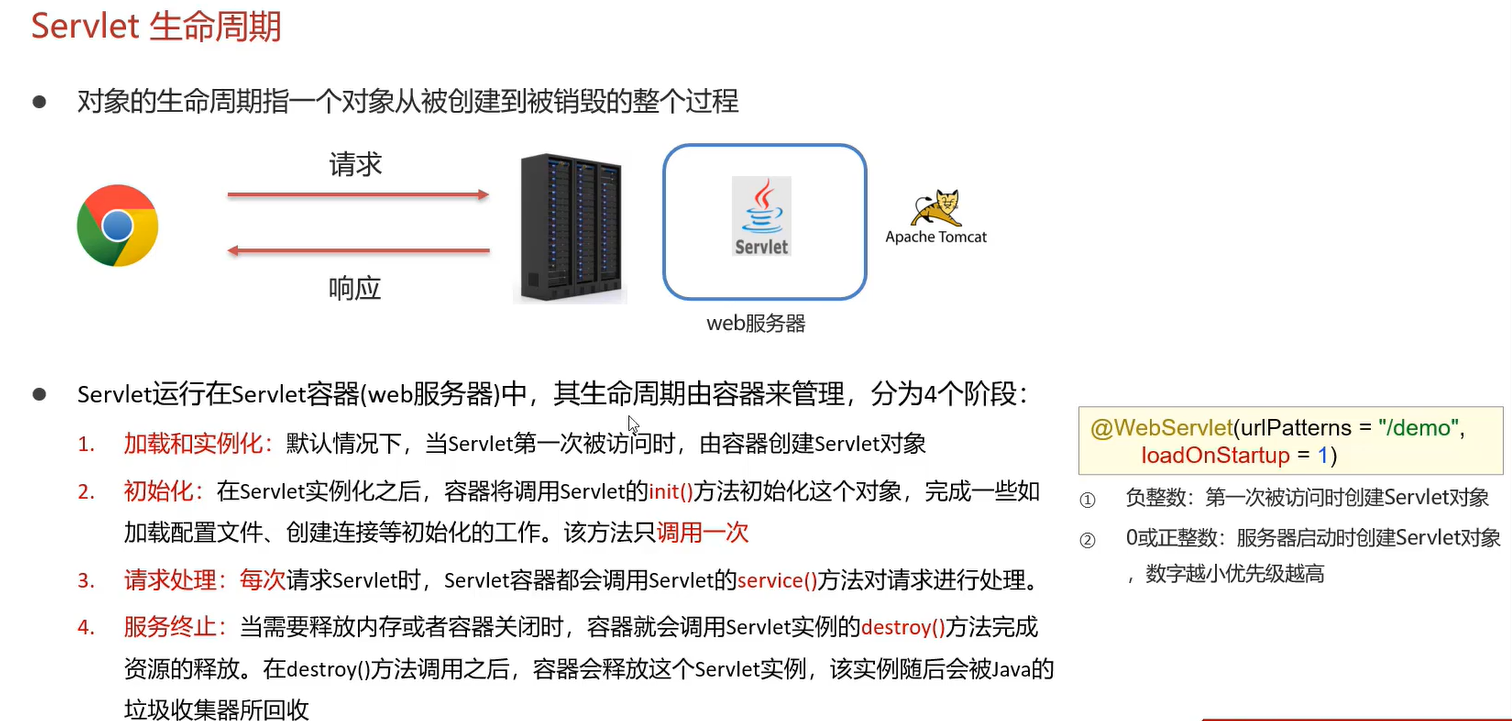 Servlet 生命周期
● 对象的生命周期指一个对象从被创建到被销毁的整个过程
请求
响应
Servlet
Apache Tomcat
web服务器
● Servlet运行在Servlet容器(web服务器)中，其生命周期由容器来管理，分为4个阶段：
1. 加载和实例化：默认情况下，当Servlet第一次被访问时，由容器创建Servlet对象
2. 初始化：在Servlet实例化之后，容器将调用Servlet的init()方法初始化这个对象，完成一些如
加载配置文件、创建连接等初始化的工作。该方法只调用一次
3. 请求处理：每次请求Servlet时，Servlet容器都会调用Servlet的service()方法对请求进行处理。
4. 服务终止：当需要释放内存或者容器关闭时，容器就会调用Servlet实例的destroy()方法完成
资源的释放。在destroy()方法调用之后，容器会释放这个Servlet实例，该实例随后会被Java的
垃圾收集器所回收
@WebServlet(urlPatterns = "/demo",
loadOnStartup = 1)
① 负整数：第一次被访问时创建Servlet对象
② 0或正整数：服务器启动时创建Servlet对象
，数字越小优先级越高